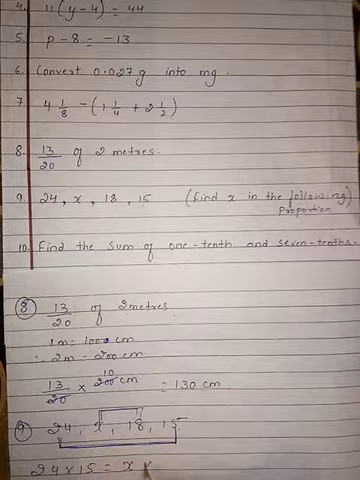 4. 11(y-4) = 44
5. p - 8 = -13
6. Convert 0.027 g into mg.
7 4 1/8 - (1 1/4 + 2 1/2)
8. 13/20 of 2 metres.
9. 24, x, 18, 15 (find x in the following)
Proportion
10. Find the sum of one-tenth and seven-tenths.
8 13/20 of 2 metres.
1m = 100 cm
∴ 2m = 200 cm
13/20 × 200 cm = 130 cm.
10
9 24, x, 18, 15
24 × 15 = x ×